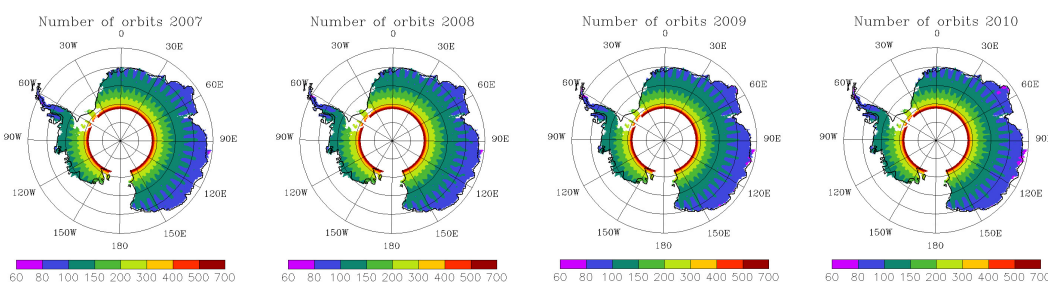 Number of orbits 2007
0
30W 30E
60W 60E
90W 90E
120W 120E
150W 150E
180
60 80 100 150 200 300 400 500 700
Number of orbits 2008
0
30W 30E
60W 60E
90W 90E
120W 120E
150W 150E
180
60 80 100 150 200 300 400 500 700
Number of orbits 2009
0
30W 30E
60W 60E
90W 90E
120W 120E
150W 150E
180
60 80 100 150 200 300 400 500 700
Number of orbits 2010
0
30W 30E
60W 60E
90W 90E
120W 120E
150W 150E
180
60 80 100 150 200 300 400 500 700